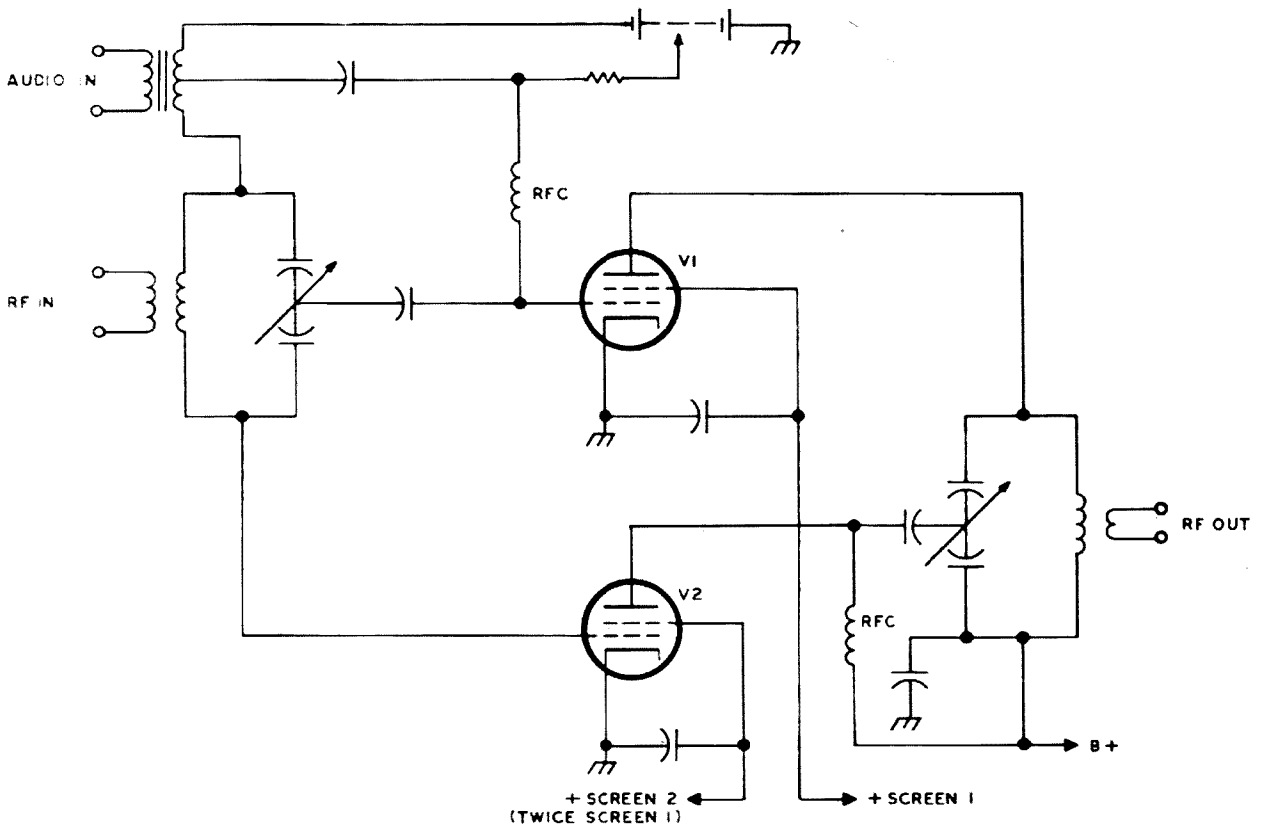 AUDIO IN
RFC
V1
RF IN
RF OUT
V2
RFC
B+
+ SCREEN 2
(TWICE SCREEN 1)
+ SCREEN 1